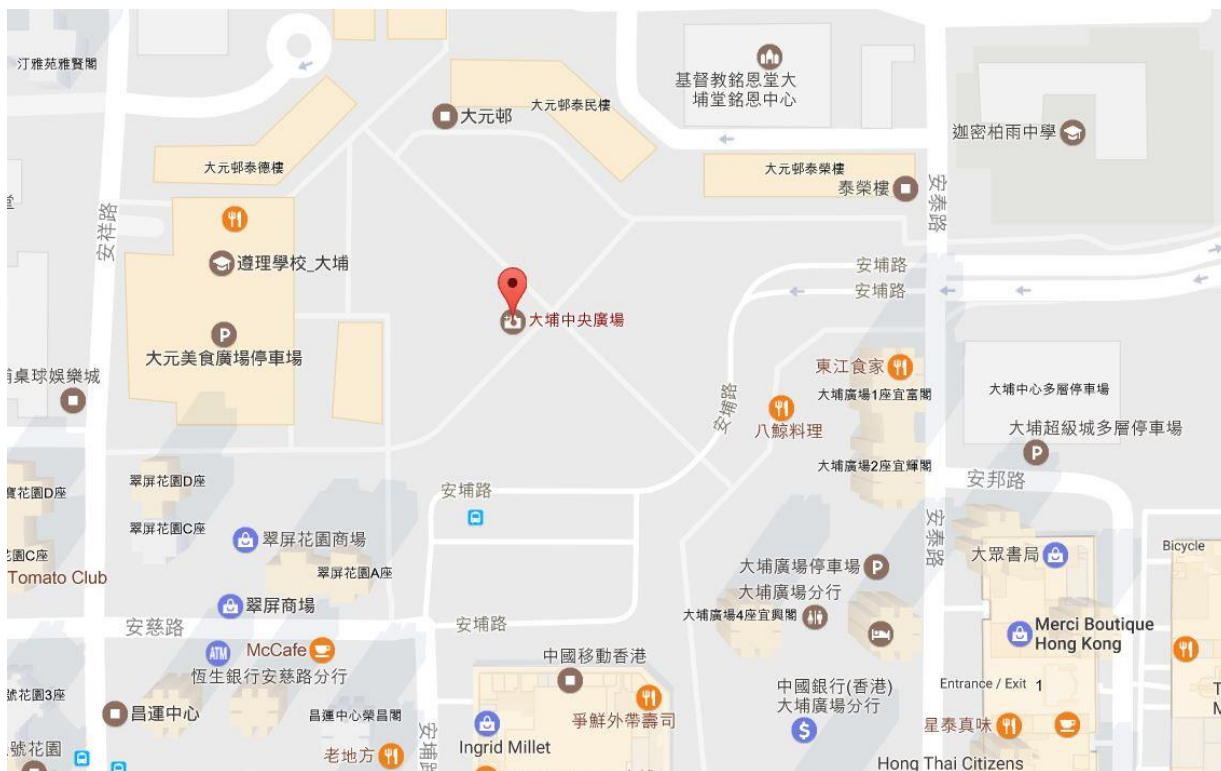 汀雅苑雅賢閣
基督教銘恩堂大
埔堂銘恩中心
大元邨
大元邨泰民樓
迦密柏雨中學
大元邨泰德樓
大元邨泰榮樓
泰榮樓
安祥路
安泰路
遵理學校_大埔
安埔路
安埔路
大埔中央廣場
P
大元美食廣場停車場
桌球娛樂城
東江食家
大埔廣場1座宜富閣
大埔中心多層停車場
安埔路
八鯨料理
大埔超級城多層停車場
P
大埔廣場2座宜輝閣
安邦路
翠屏花園D座
花園D座
安埔路
翠屏花園C座
安泰路
翠屏花園商場
花園C座
Tomato Club
翠屏花園A座
大眾書局
Bicycle
大埔廣場停車場
P
大埔廣場分行
翠屏商場
大埔廣場4座宜興閣
安慈路
安埔路
Merci Boutique
Hong Kong
ATM
McCafe
恆生銀行安慈路分行
中國移動香港
中國銀行(香港)
大埔廣場分行
Entrance / Exit 1
號花園3座
昌運中心
昌運中心榮昌閣
爭鮮外帶壽司
星泰真味
安埔路
Ingrid Millet
$
號花園
老地方
Hong Thai Citizens